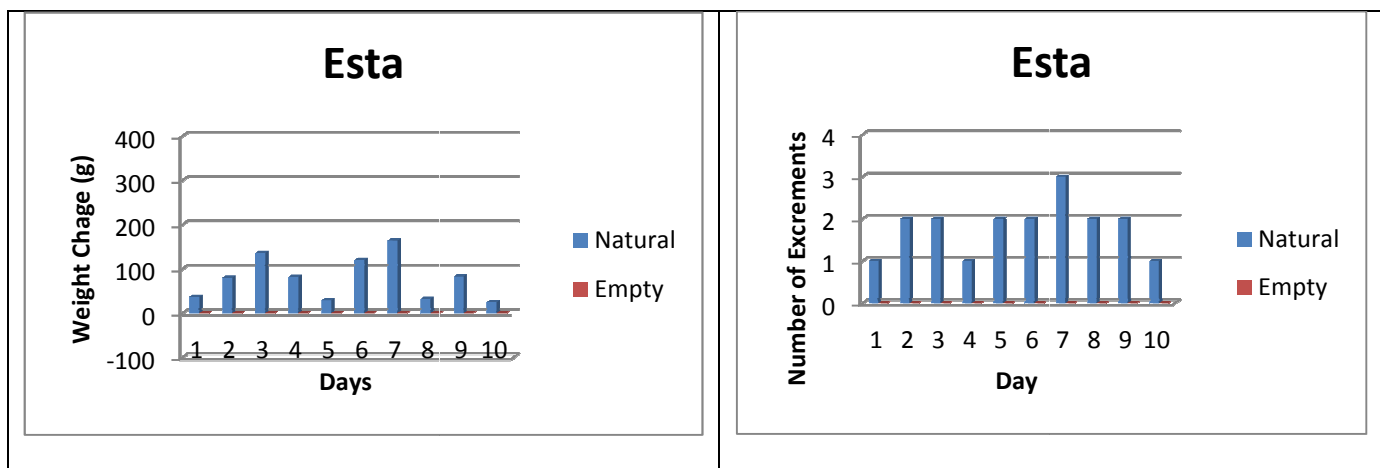 Esta
400
300
200
100
0
-100
Weight Chage (g)
1 2 3 4 5 6 7 8 9 10
Days
Natural
Empty
Esta
4
3
2
1
0
Number of Excrements
1 2 3 4 5 6 7 8 9 10
Day
Natural
Empty